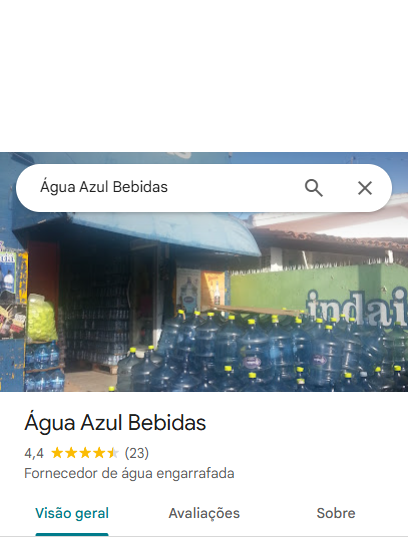 Água Azul Bebidas
indai
Água Azul Bebidas
4,4 (23)
Fornecedor de água engarrafada
Visão geral
Avaliações
Sobre